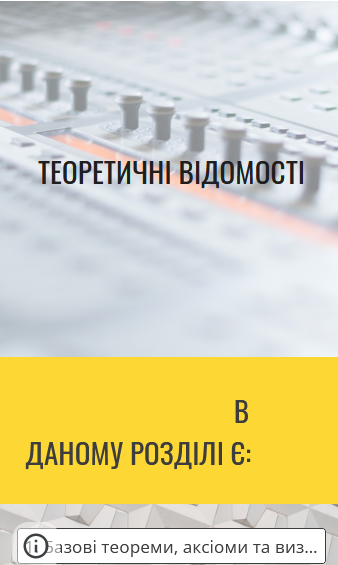 ТЕОРЕТИЧНІ ВІДОМОСТІ
В
ДАНОМУ РОЗДІЛІ Є:
Базові теореми, аксіоми та виз...